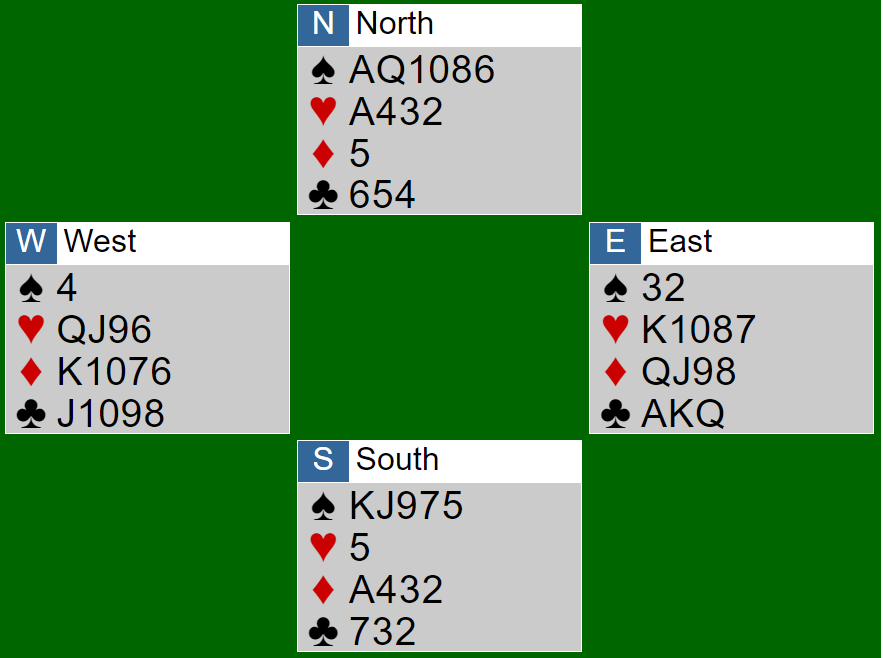 N North
♠ AQ1086
♥ A432
♦ 5
♣ 654
W West
♠ 4
♥ QJ96
♦ K1076
♣ J1098
E East
♠ 32
♥ K1087
♦ QJ98
♣ AKQ
S South
♠ KJ975
♥ 5
♦ A432
♣ 732